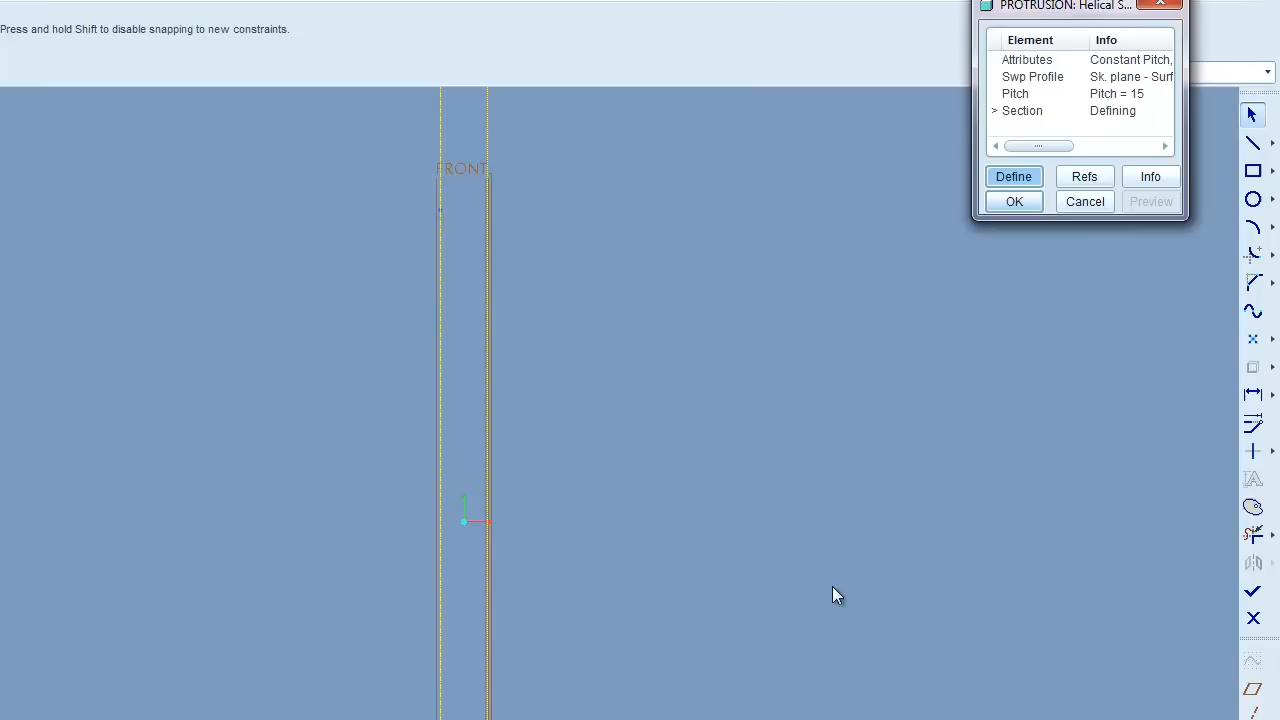 PROTRUSION: Helical S...
Press and hold Shift to disable snapping to new constraints.
Element Info
Attributes Constant Pitch,
Swp Profile Sk. plane - Surf
Pitch Pitch = 15
> Section Defining
Define Refs Info
OK Cancel Preview
FRONT